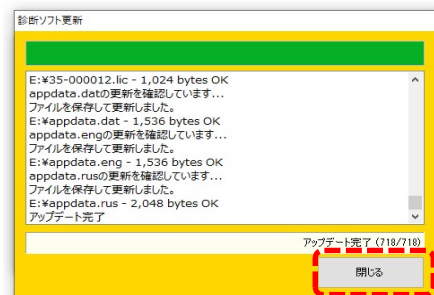 診断ソフト更新
E:¥35-000012.lic - 1,024 bytes OK
appdata.datの更新を確認しています...
ファイルを保存して更新しました。
E:¥appdata.dat - 1,536 bytes OK
appdata.engの更新を確認しています...
ファイルを保存して更新しました。
E:¥appdata.eng - 1,536 bytes OK
appdata.rusの更新を確認しています...
ファイルを保存して更新しました。
E:¥appdata.rus - 2,048 bytes OK
アップデート完了
アップデート完了 (718/718)
閉じる